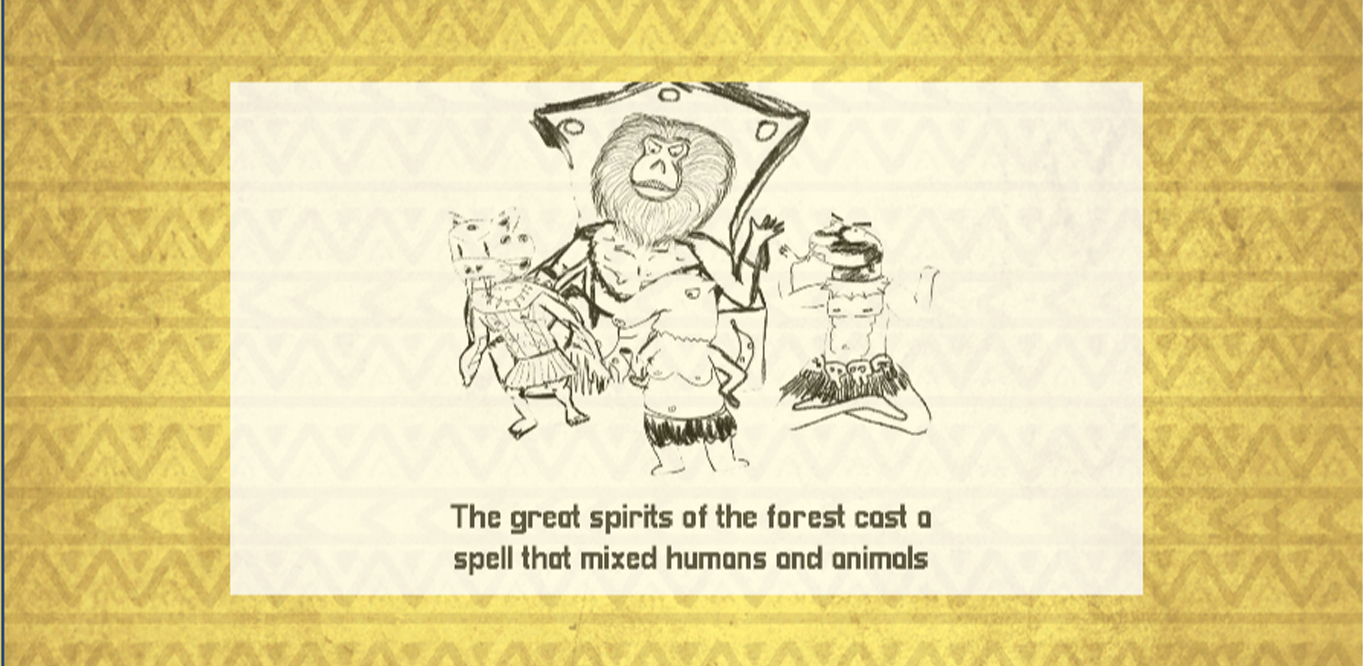 The great spirits of the forest cast a
spell that mixed humans and animals